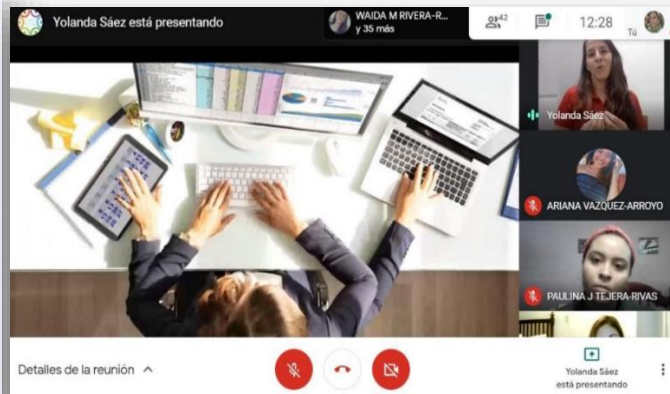 Yolanda Sáez está presentando
WAIDA M RIVERA-R...
y 35 más
42
12:28
Tú
Yolanda Sáez
ARIANA VAZQUEZ-ARROYO
PAULINA J TEJERA-RIVAS
Detalles de la reunión
Yolanda Sáez
está presentando